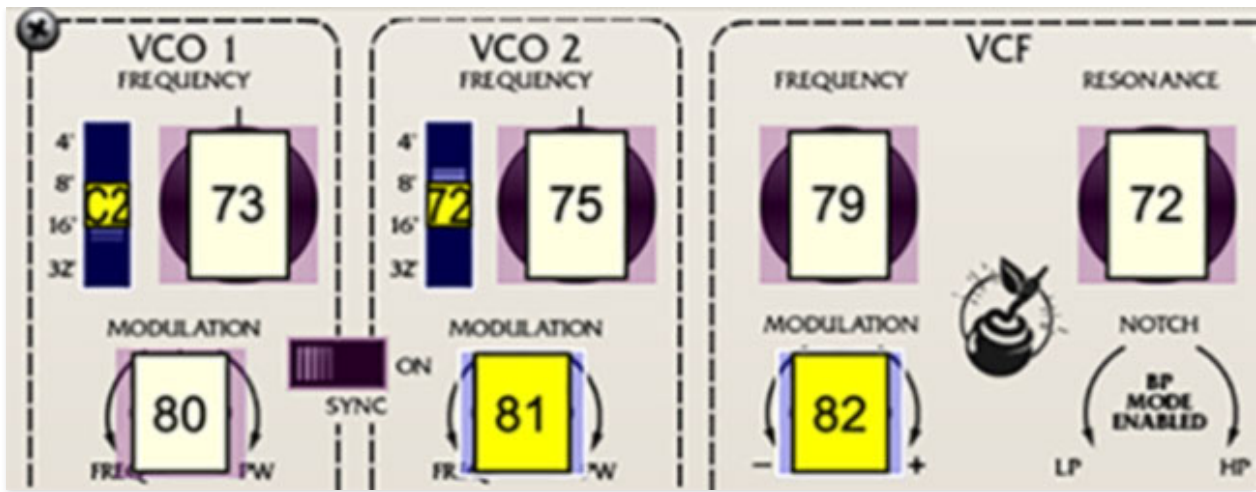 VCO 1
FREQUENCY
4'
8'
16'
32'
C2
73
MODULATION
80
PW
SYNC
ON
VCO 2
FREQUENCY
4'
8'
16'
32'
72
75
MODULATION
81
VCF
FREQUENCY
79
RESONANCE
72
MODULATION
82
-
+
NOTCH
BP
MODE
ENABLED
LP
HP